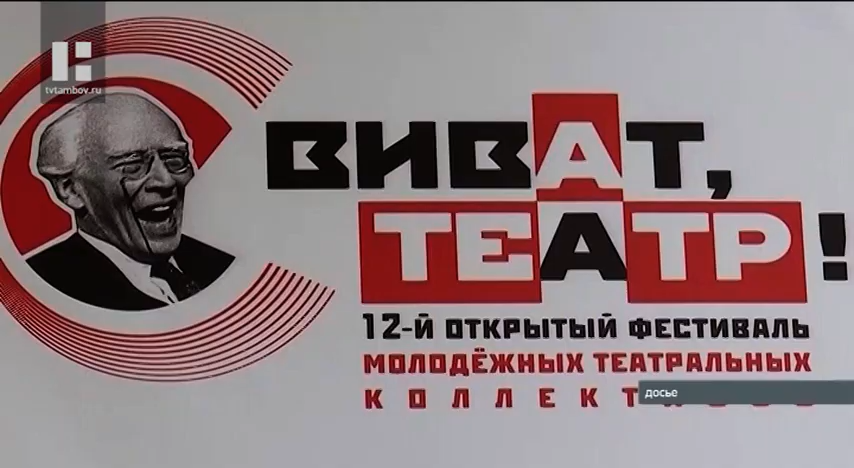 tvtambov.ru
ВИВАТ,
ТЕАТР!
12-Й ОТКРЫТЫЙ ФЕСТИВАЛЬ
МОЛОДЁЖНЫХ ТЕАТРАЛЬНЫХ
досье